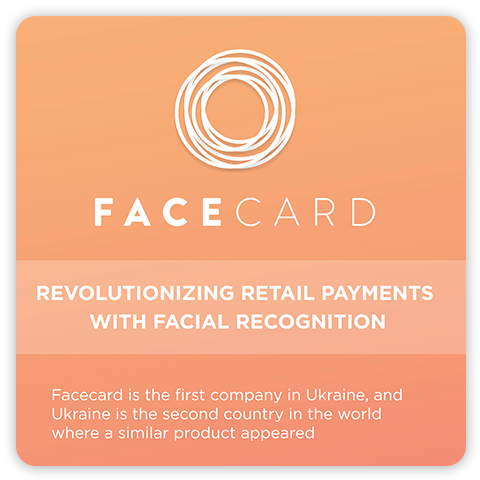 FACECARD
REVOLUTIONIZING RETAIL PAYMENTS
WITH FACIAL RECOGNITION
Facecard is the first company in Ukraine, and
Ukraine is the second country in the world
where a similar product appeared